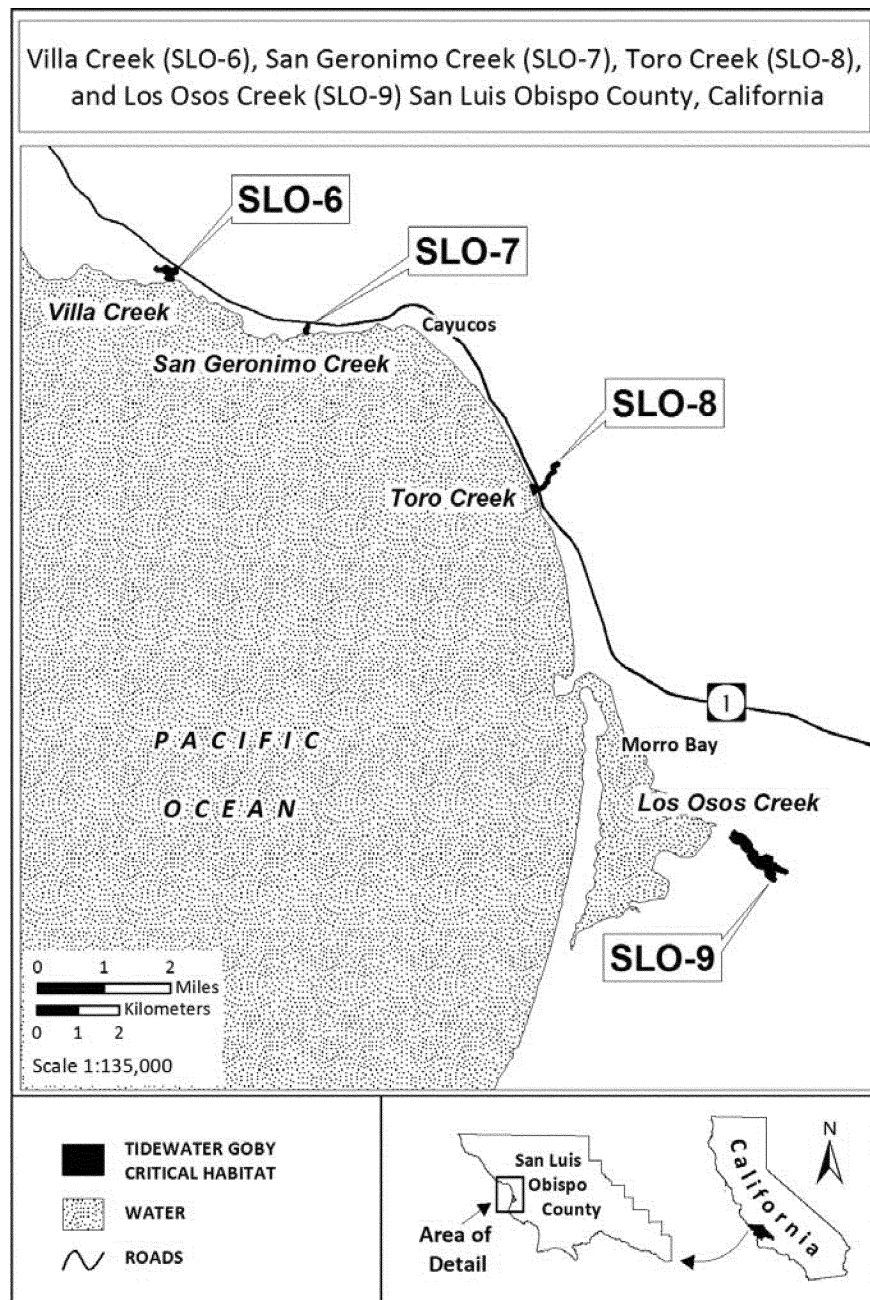 Villa Creek (SLO-6), San Geronimo Creek (SLO-7), Toro Creek (SLO-8),
and Los Osos Creek (SLO-9) San Luis Obispo County, California
SLO-6
SLO-7
Villa Creek
Cayucos
San Geronimo Creek
SLO-8
Toro Creek
1
PACIFIC
OCEAN
Morro Bay
Los Osos Creek
SLO-9
0 1 2
Miles
Kilometers
0 1 2
Scale 1:135,000
TIDEWATER GOBY
CRITICAL HABITAT
WATER
ROADS
San Luis
Obispo
County
Area of
Detail
California
N